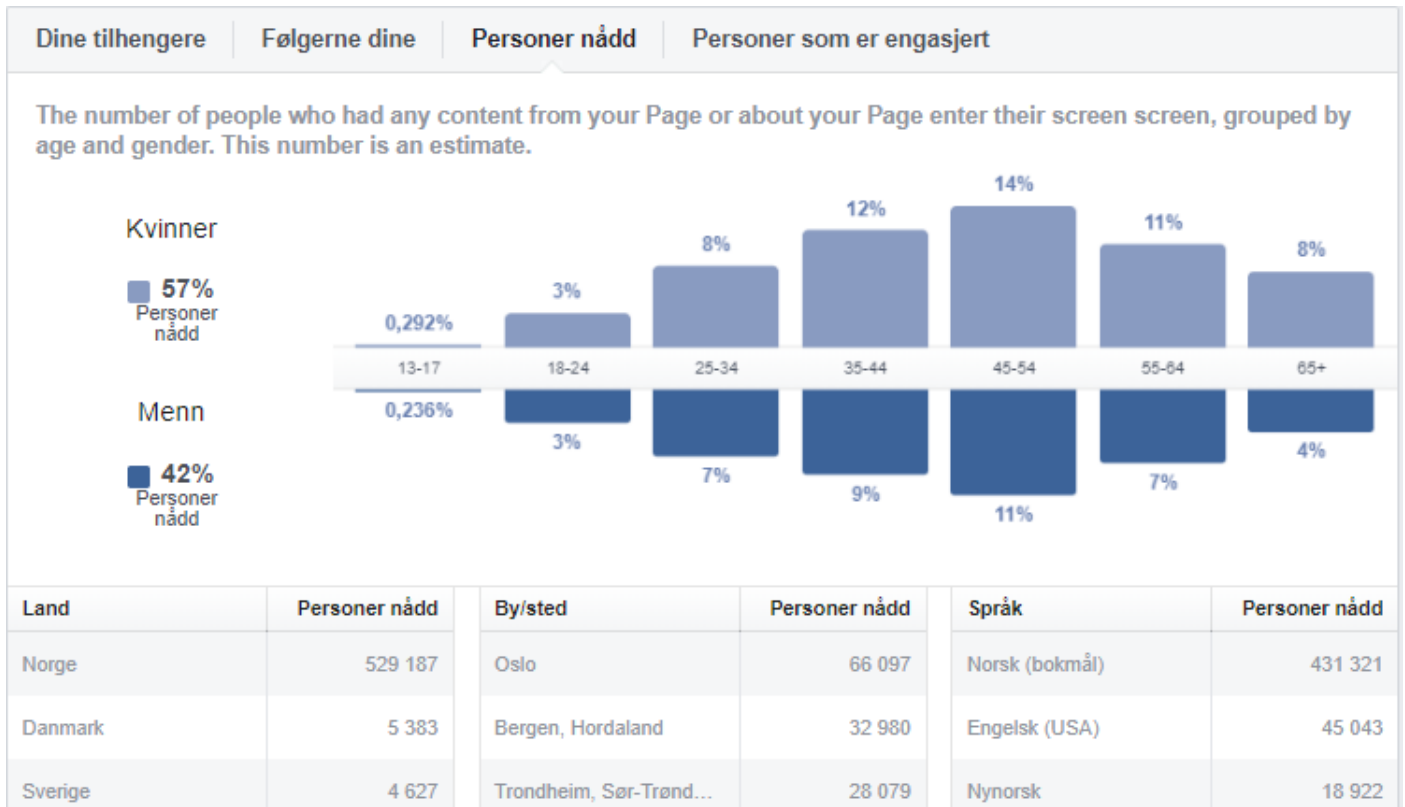 Dine tilhengere
Følgerne dine
Personer nådd
Personer som er engasjert
The number of people who had any content from your Page or about your Page enter their screen screen, grouped by
age and gender. This number is an estimate.
Kvinner
57%
Personer
nådd
0,292%
3%
8%
12%
14%
11%
8%
13-17
18-24
25-34
35-44
45-54
55-64
65+
Menn
42%
Personer
nådd
0,236%
3%
7%
9%
11%
7%
4%
Land Personer nådd
Norge 529 187
Danmark 5 383
Sverige 4 627
By/sted Personer nådd
Oslo 66 097
Bergen, Hordaland 32 980
Trondheim, Sør-Trønd... 28 079
Språk Personer nådd
Norsk (bokmål) 431 321
Engelsk (USA) 45 043
Nynorsk 18 922